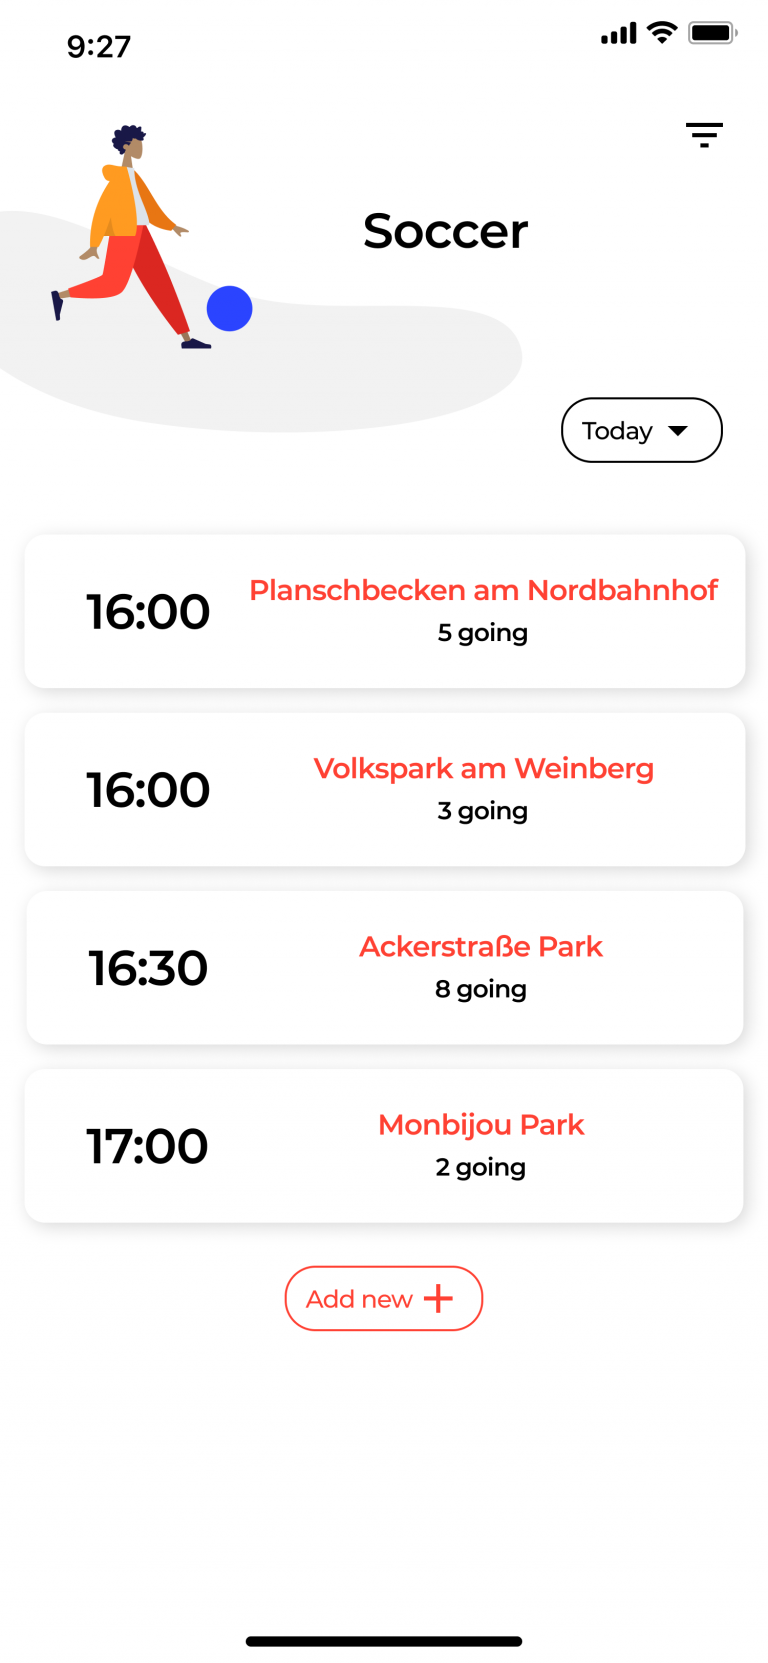 9:27
Soccer
Today
16:00
Planschbecken am Nordbahnhof
5 going
16:00
Volkspark am Weinberg
3 going
16:30
Ackerstraße Park
8 going
17:00
Monbijou Park
2 going
Add new